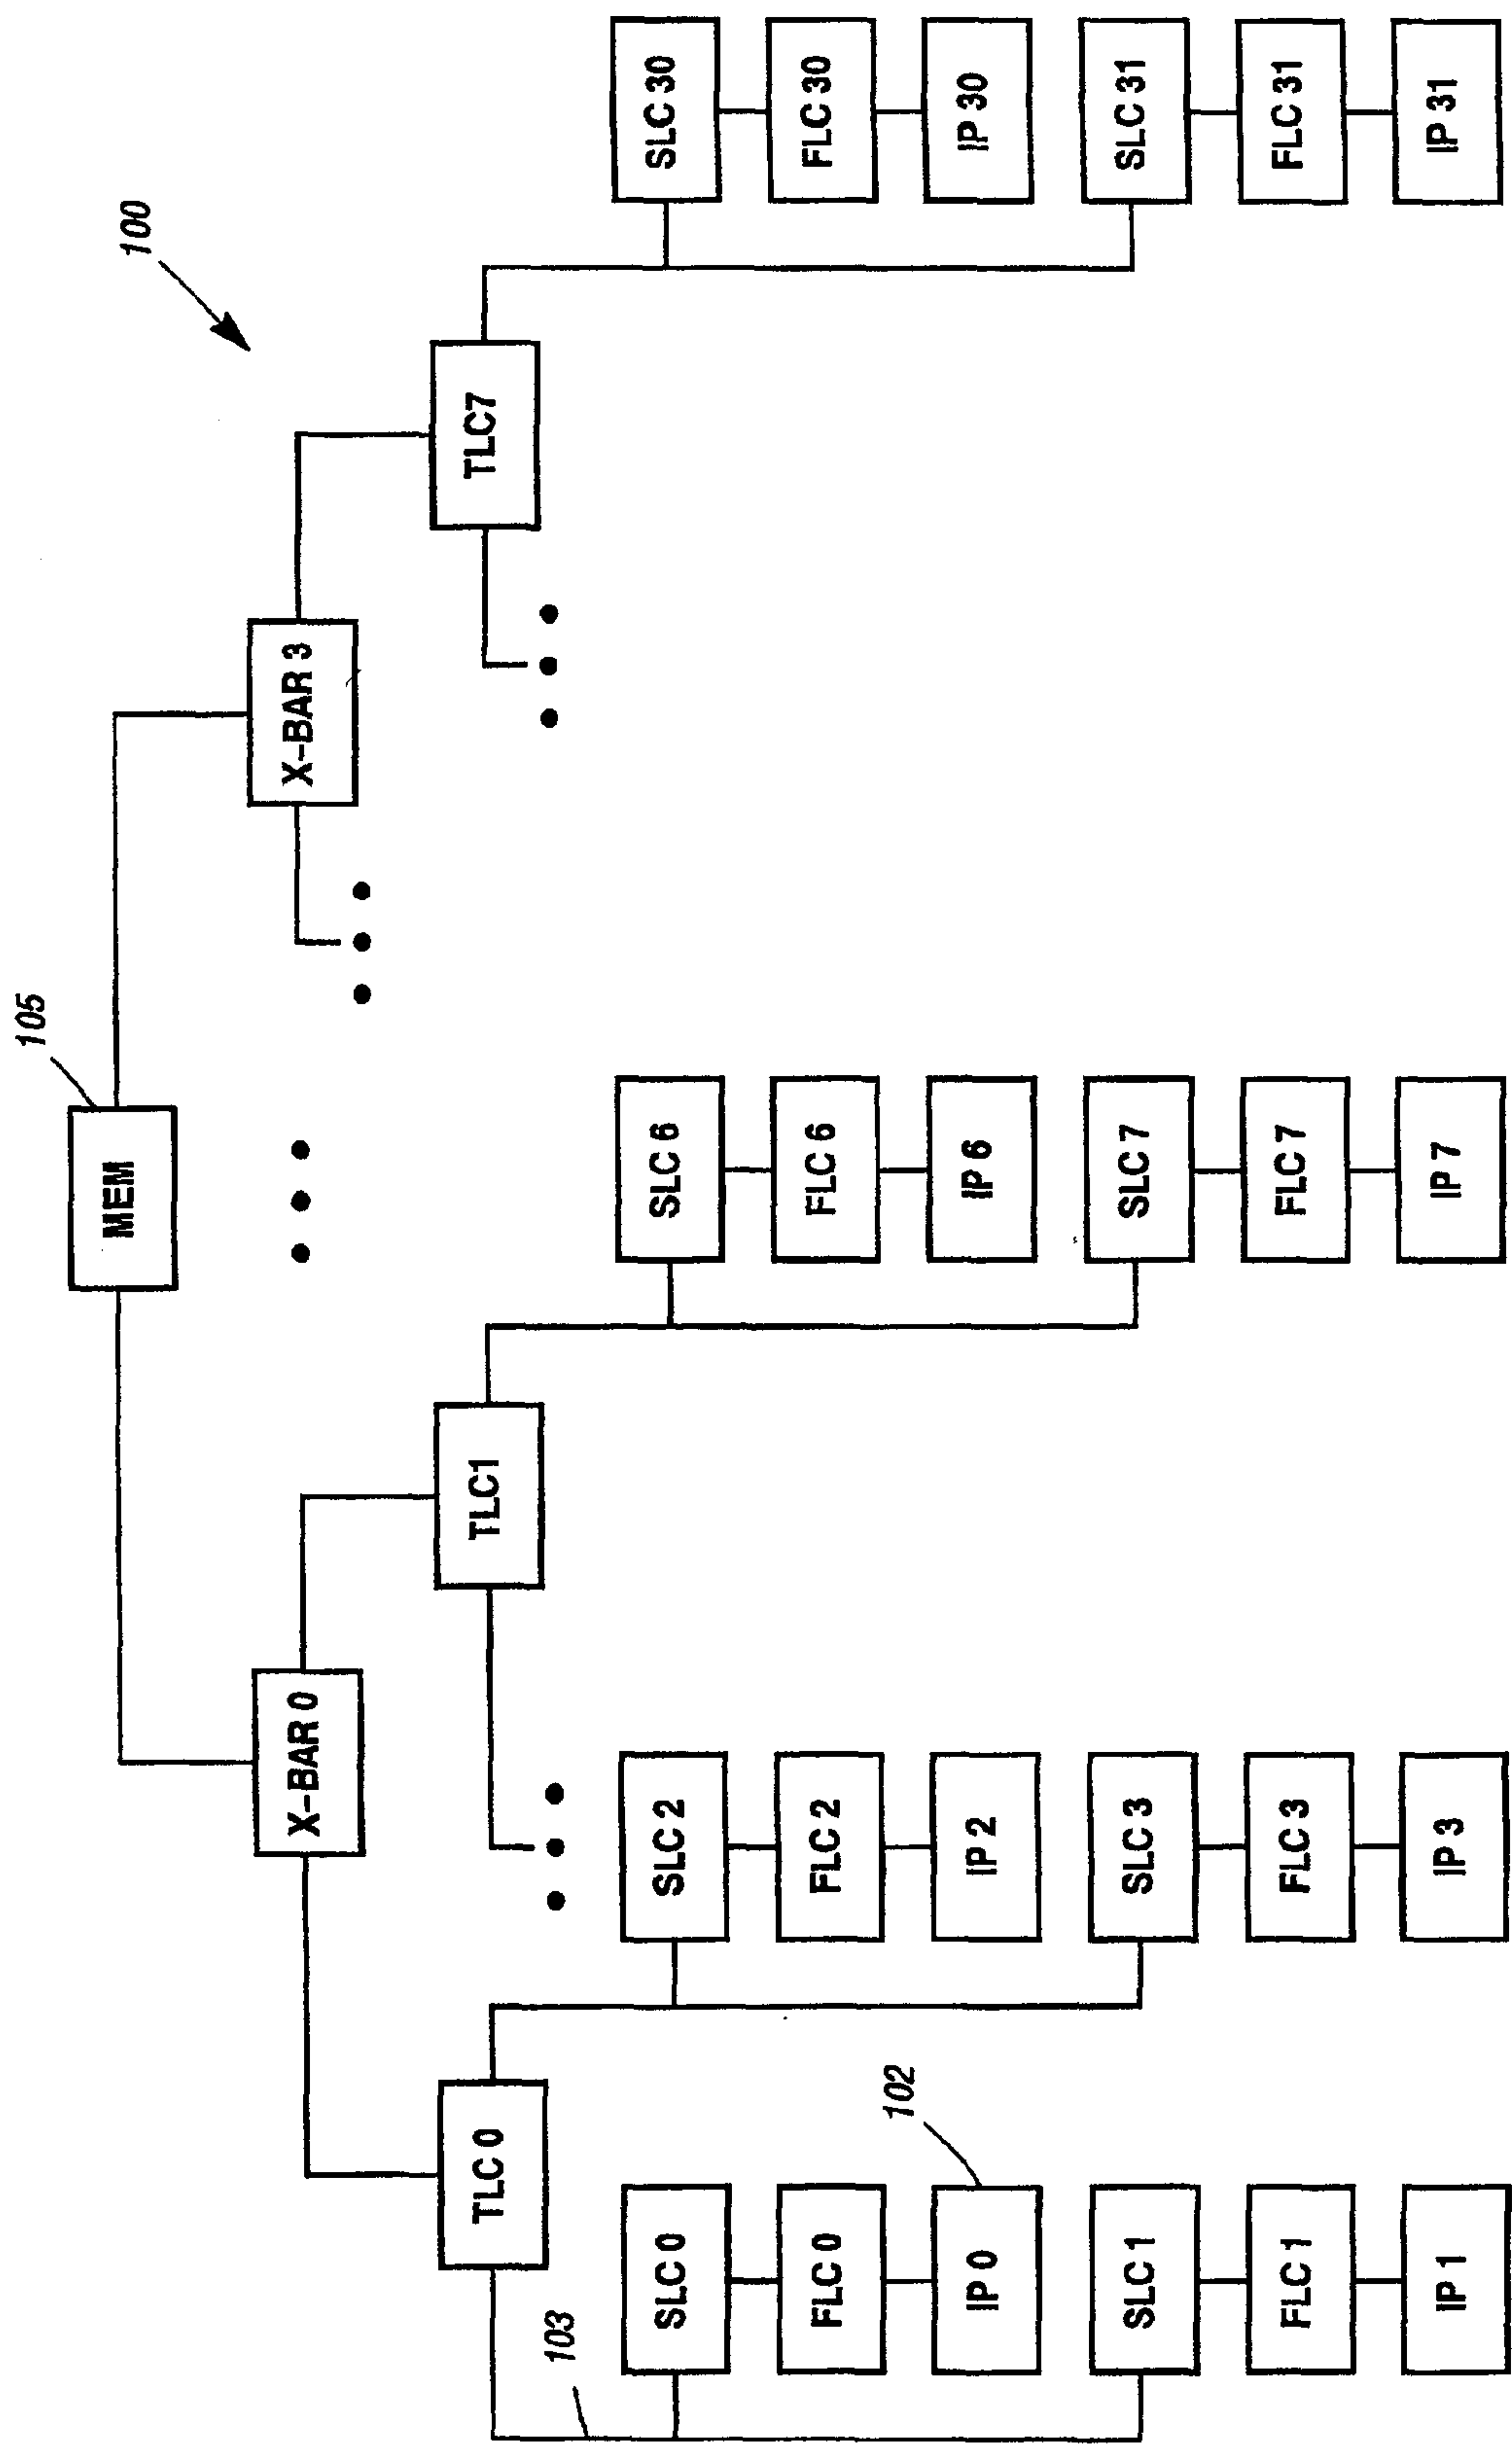 100
105
MEM
X-BAR 0
X-BAR 3
TLC 0
TLC1
TLC7
103
SLC 0
FLC 0
IP 0
102
SLC 1
FLC 1
IP 1
SLC 2
FLC 2
IP 2
SLC 3
FLC 3
IP 3
SLC 6
FLC 6
IP 6
SLC 7
FLC 7
IP 7
SLC 30
FLC 30
IP 30
SLC 31
FLC 31
IP 31